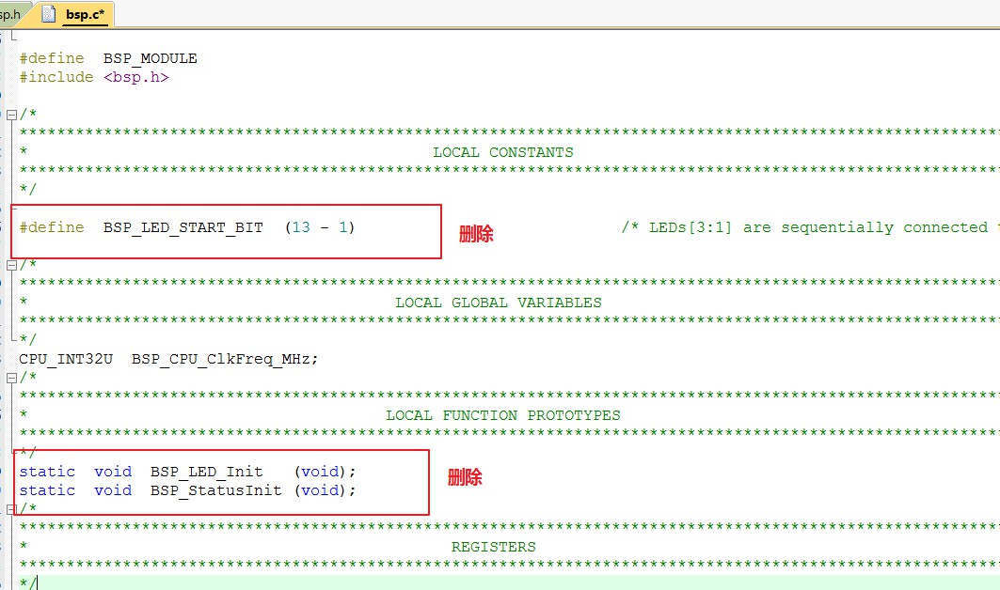 sp.h bsp.c*
#define BSP_MODULE
#include <bsp.h>
/*
*********************************************************************************************************
* LOCAL CONSTANTS
*********************************************************************************************************
*/
#define BSP_LED_START_BIT (13 - 1) /* LEDs[3:1] are sequentially connected
删除
/*
*********************************************************************************************************
* LOCAL GLOBAL VARIABLES
*********************************************************************************************************
*/
CPU_INT32U BSP_CPU_ClkFreq_MHz;
/*
*********************************************************************************************************
* LOCAL FUNCTION PROTOTYPES
*********************************************************************************************************
*/
static void BSP_LED_Init (void);
删除
static void BSP_StatusInit (void);
/*
*********************************************************************************************************
* REGISTERS
*********************************************************************************************************
*/